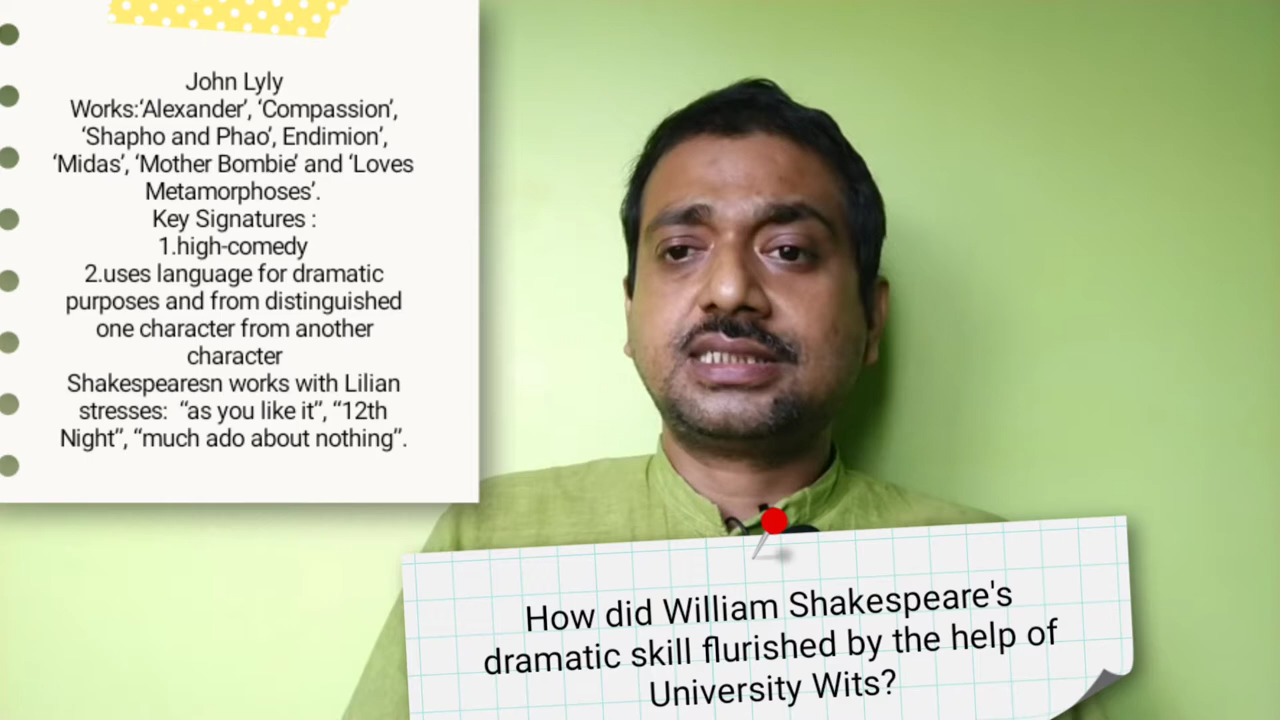 John Lyly
Works:‘Alexander’, ‘Compassion’,
‘Shapho and Phao’, Endimion’,
‘Midas’, ‘Mother Bombie’ and ‘Loves
Metamorphoses’.
Key Signatures :
1.high-comedy
2.uses language for dramatic
purposes and from distinguished
one character from another
character
Shakespearesn works with Lilian
stresses:  “as you like it”, “12th
Night”, “much ado about nothing”.
How did William Shakespeare's
dramatic skill flurished by the help of
University Wits?